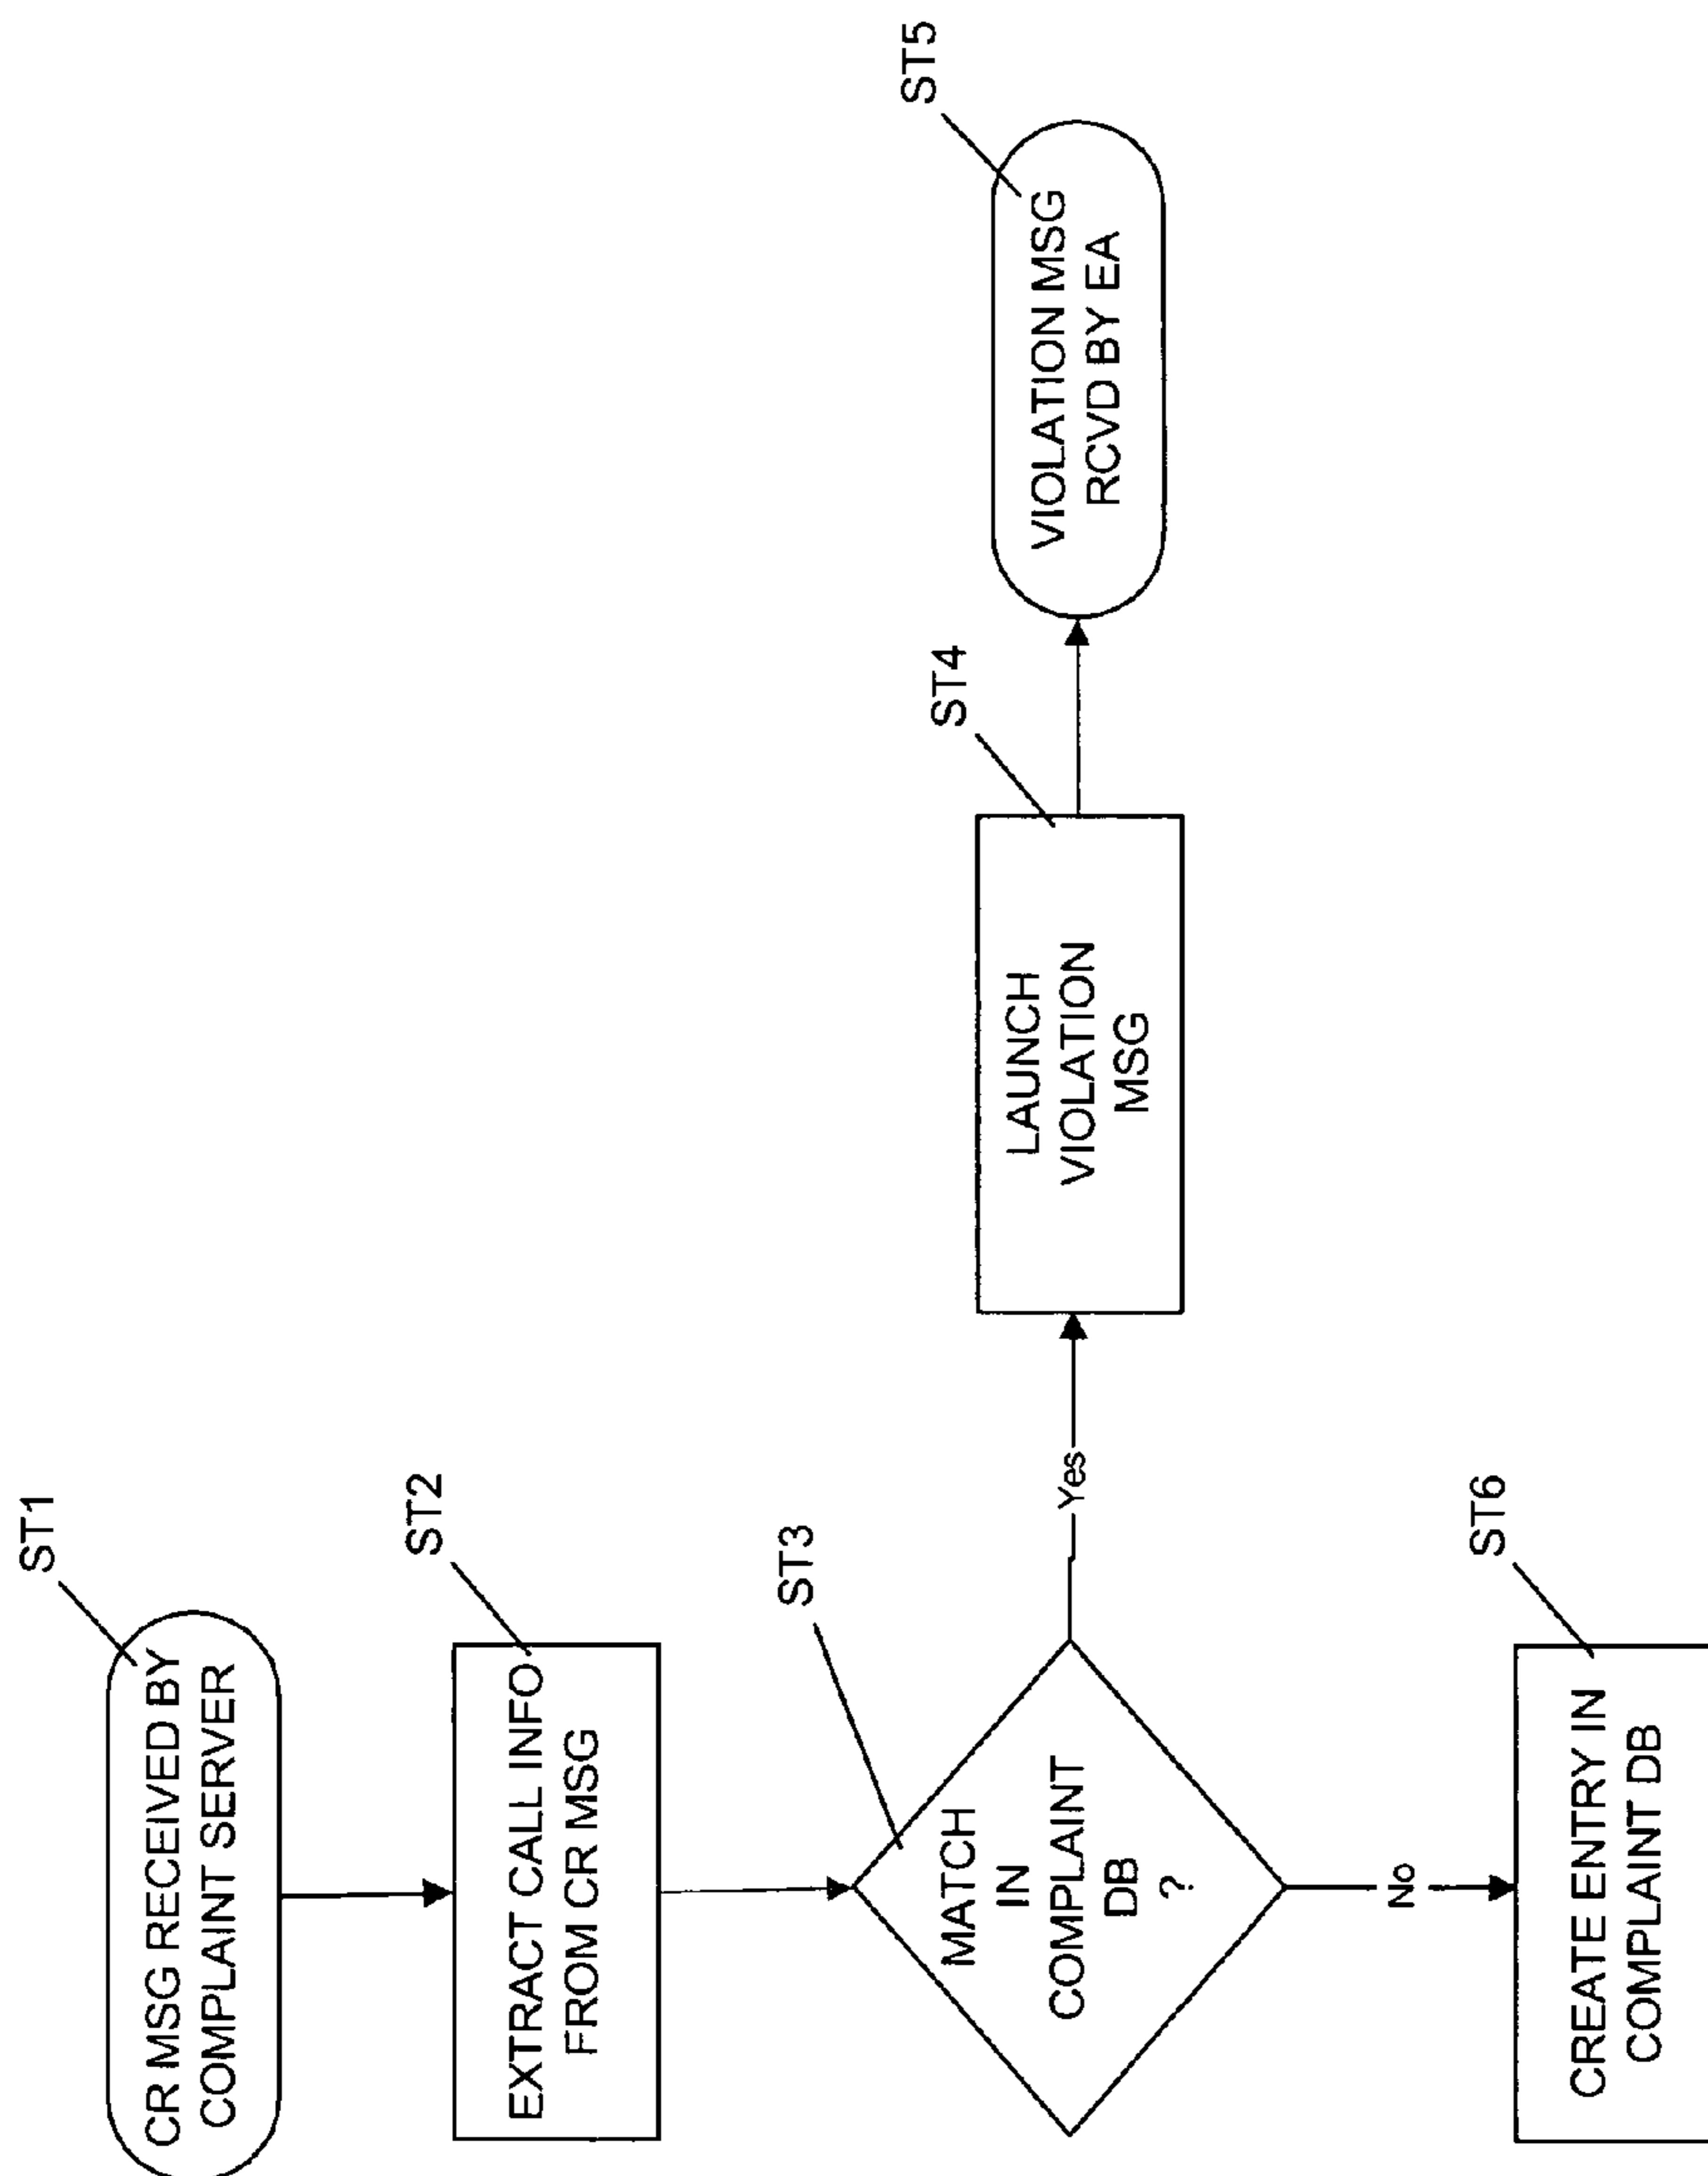 ST1
CR MSG RECEIVED BY
COMPLAINT SERVER
ST2
EXTRACT CALL INFO
FROM CR MSG
ST3
MATCH
IN
COMPLAINT
DB
?
Yes
ST4
LAUNCH
VIOLATION
MSG
ST5
VIOLATION MSG
RCVD BY EA
No
ST6
CREATE ENTRY IN
COMPLAINT DB